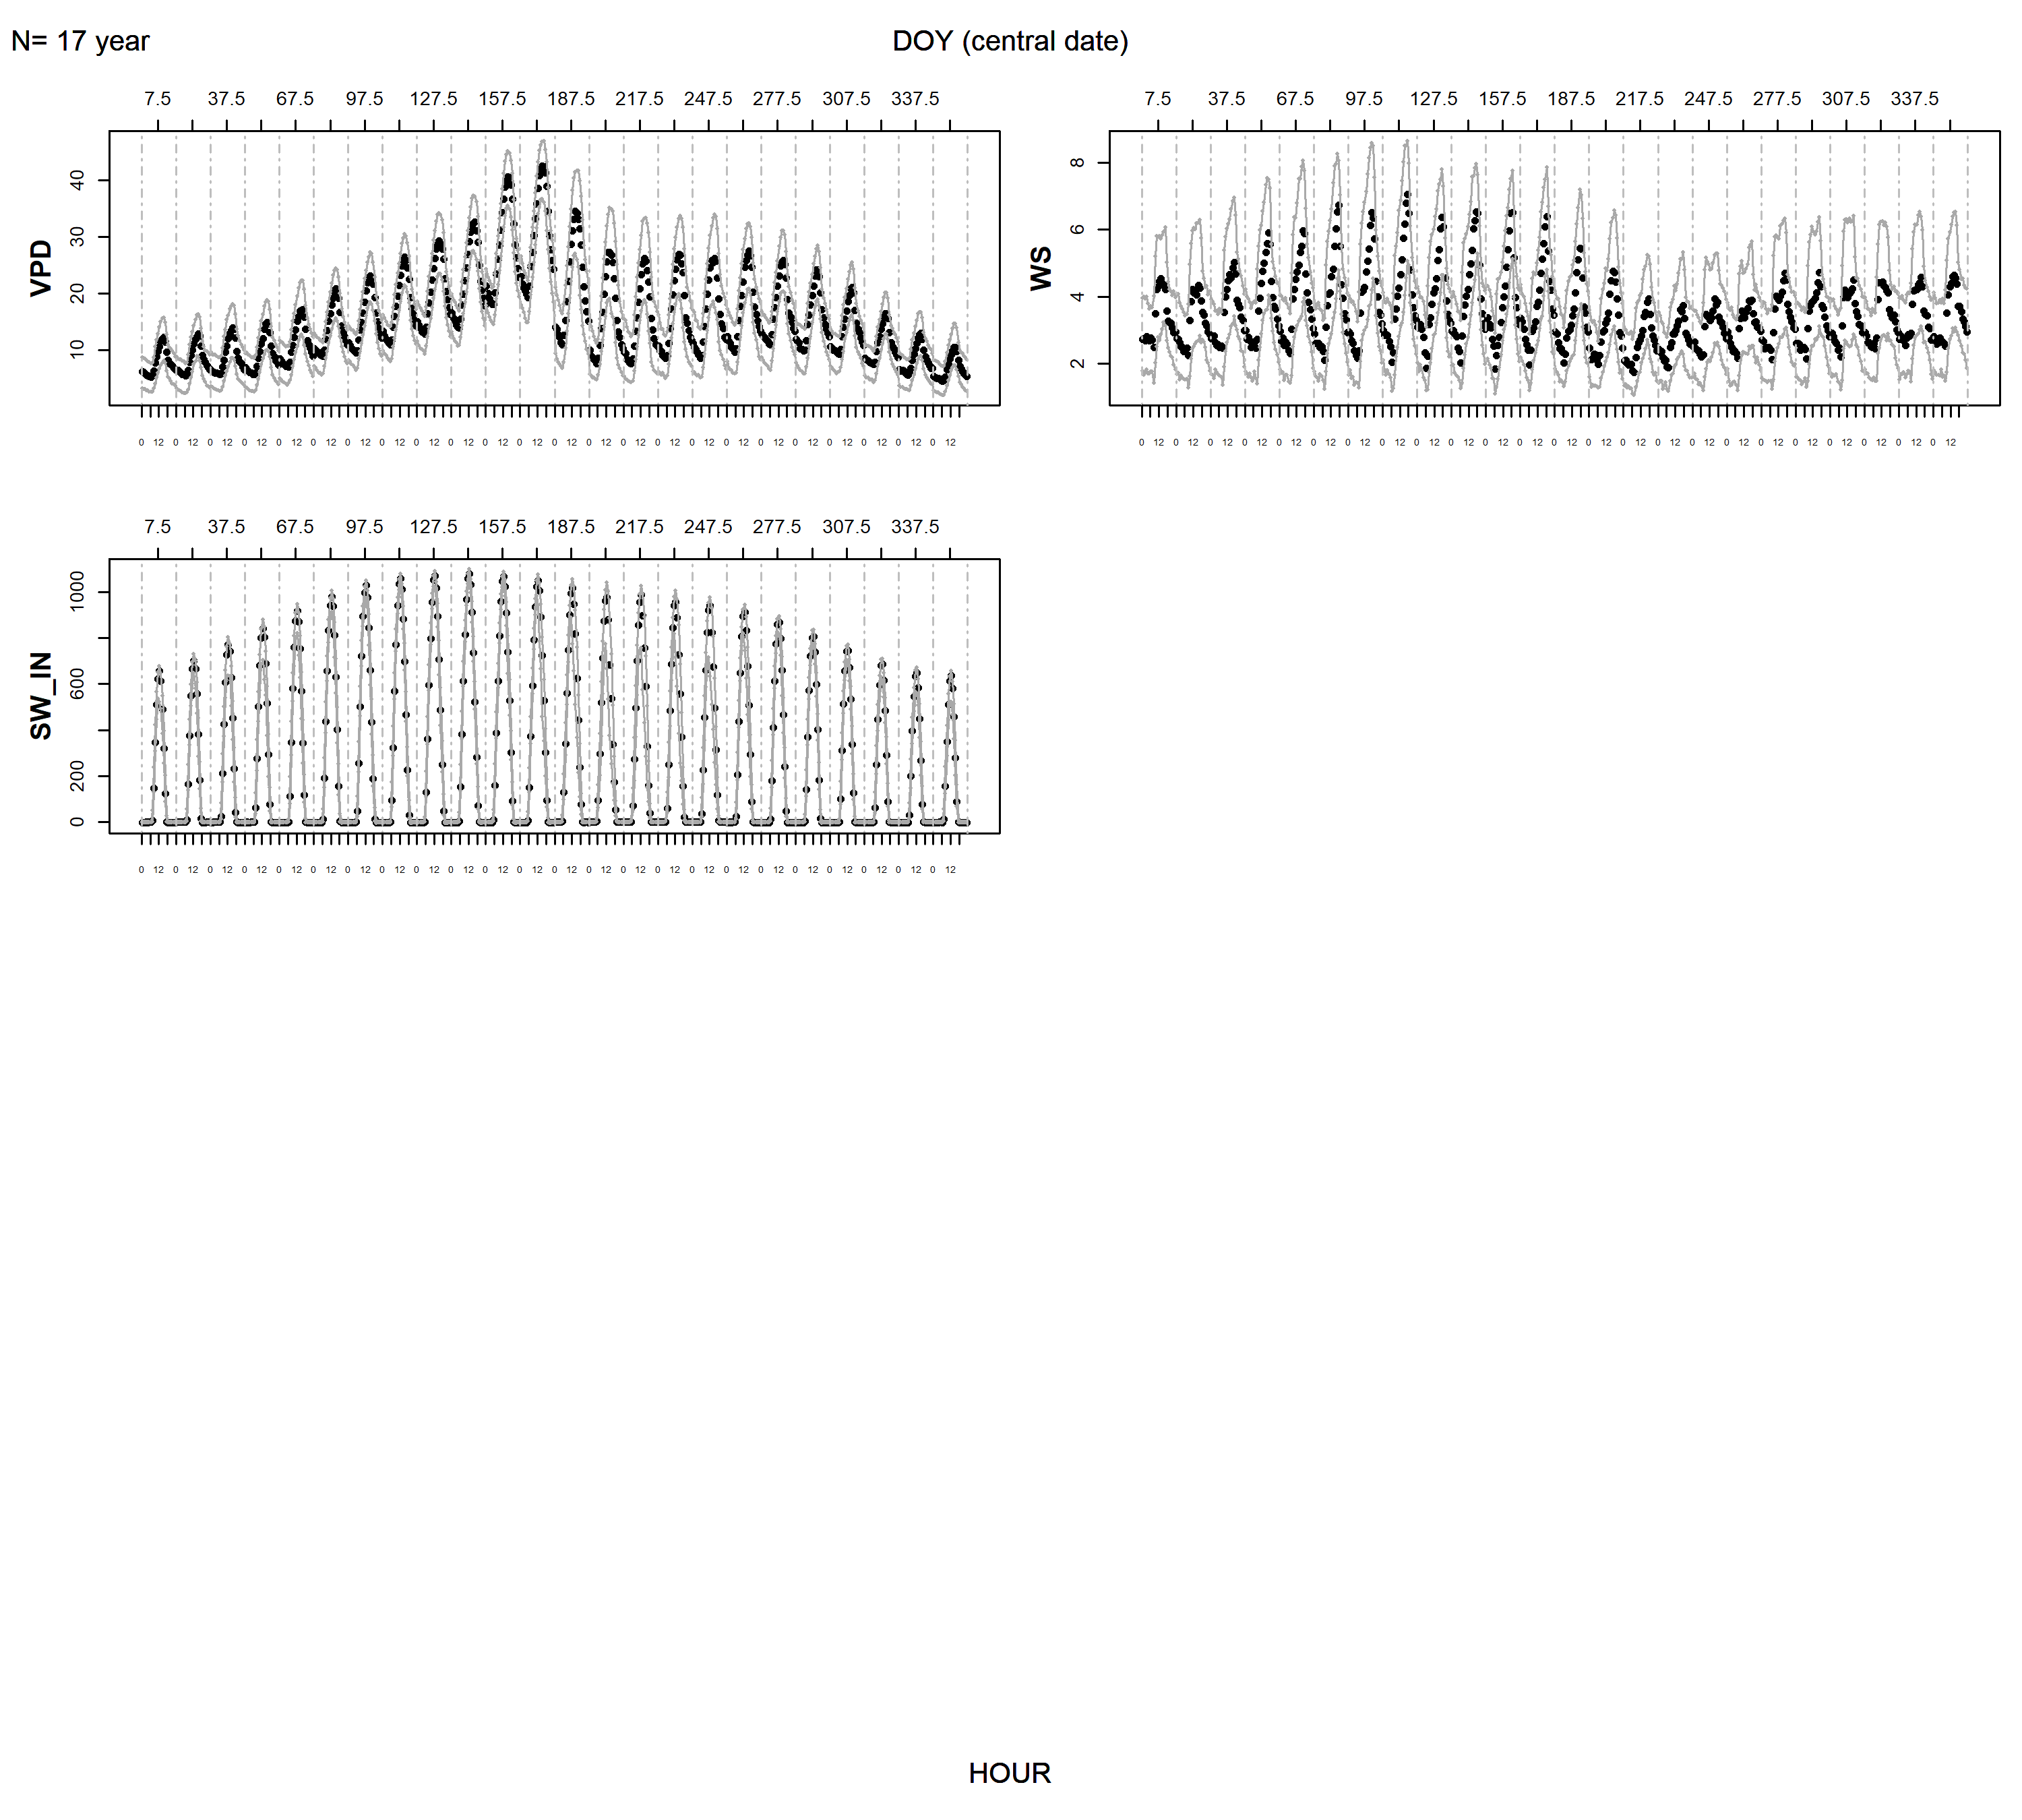 N= 17 year
DOY (central date)
7.5 37.5 67.5 97.5 127.5 157.5 187.5 217.5 247.5 277.5 307.5 337.5
VPD
40
30
20
10
0 12 0 12 0 12 0 12 0 12 0 12 0 12 0 12 0 12 0 12 0 12 0 12 0 12 0 12 0 12 0 12 0 12 0 12 0 12 0 12 0 12 0 12 0 12 0 12
7.5 37.5 67.5 97.5 127.5 157.5 187.5 217.5 247.5 277.5 307.5 337.5
WS
8
6
4
2
0 12 0 12 0 12 0 12 0 12 0 12 0 12 0 12 0 12 0 12 0 12 0 12 0 12 0 12 0 12 0 12 0 12 0 12 0 12 0 12 0 12 0 12 0 12 0 12
7.5 37.5 67.5 97.5 127.5 157.5 187.5 217.5 247.5 277.5 307.5 337.5
SW_IN
1000
600
200
0
0 12 0 12 0 12 0 12 0 12 0 12 0 12 0 12 0 12 0 12 0 12 0 12 0 12 0 12 0 12 0 12 0 12 0 12 0 12 0 12 0 12 0 12 0 12 0 12
HOUR